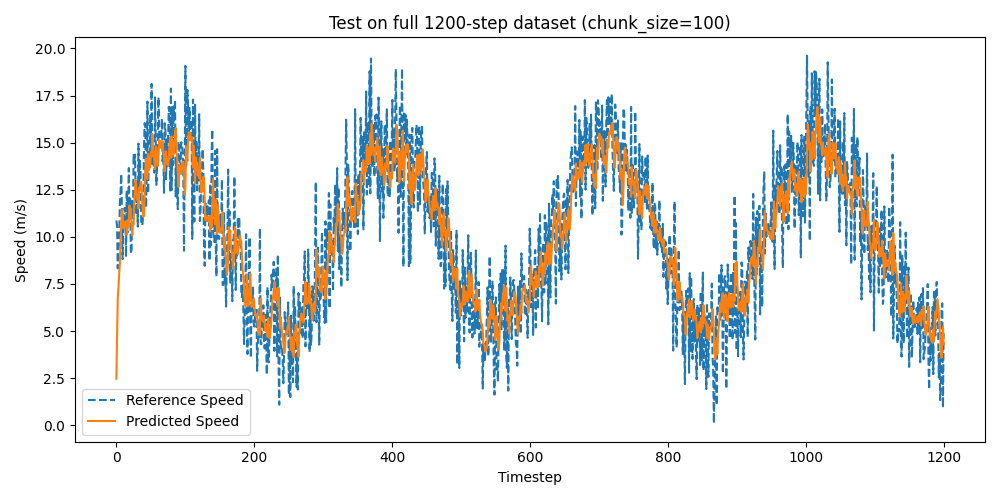 Test on full 1200-step dataset (chunk_size=100)
20.0
17.5
15.0
12.5
10.0
7.5
5.0
2.5
0.0
Speed (m/s)
Reference Speed
Predicted Speed
0 200 400 600 800 1000 1200
Timestep